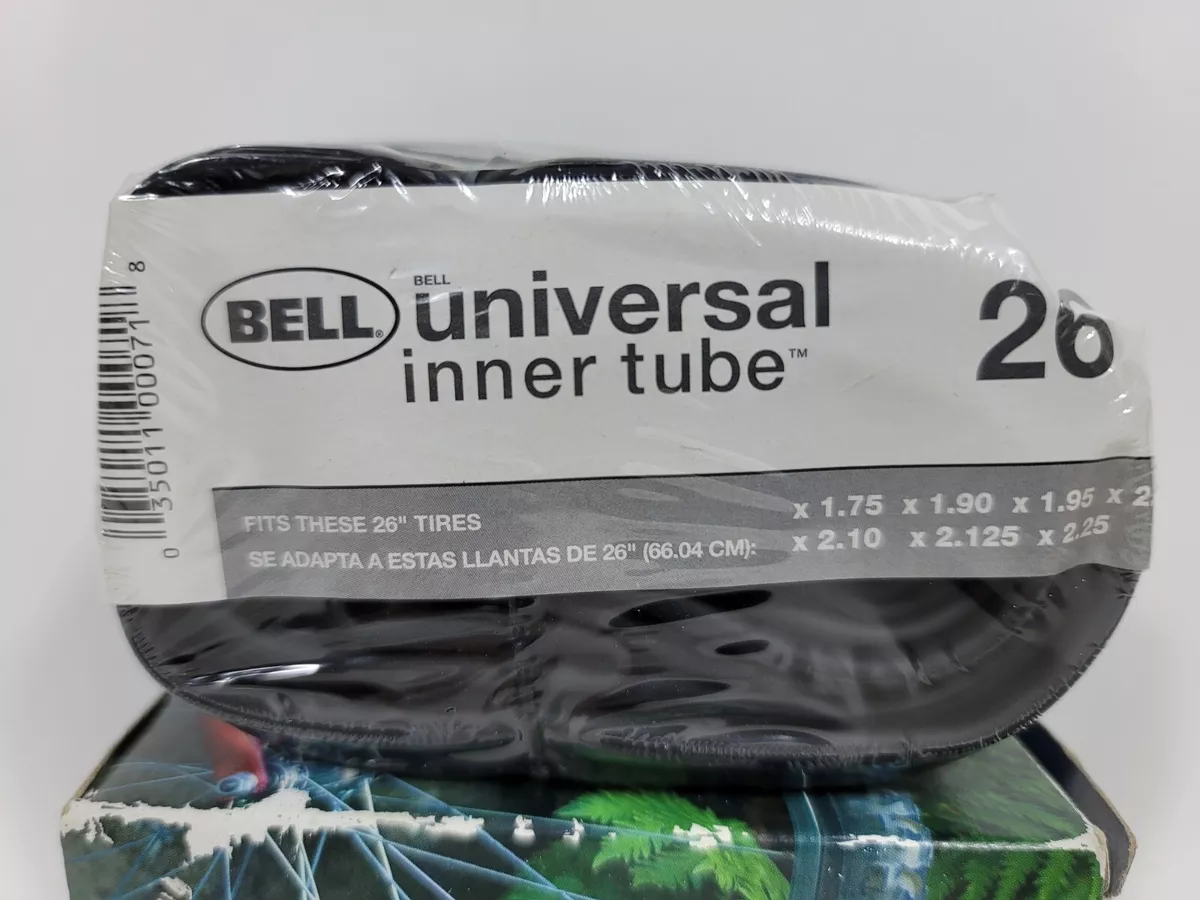 BELL®
BELL
universal
inner tube™
26
FITS THESE 26" TIRES
SE ADAPTA A ESTAS LLANTAS DE 26" (66.04 CM):
x 1.75 x 1.90 x 1.95 x
x 2.10 x 2.125 x 2.25
0 35011 00071 8